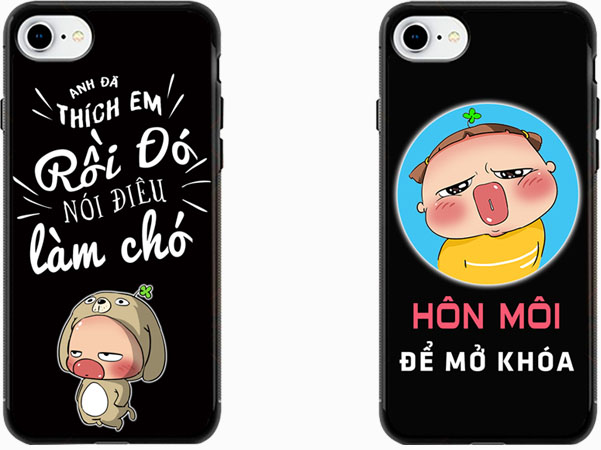 ANH ĐÃ
THÍCH EM
Rồi Đó
NÓI ĐIÊU
làm chó
HÔN MÔI
ĐỂ MỞ KHÓA